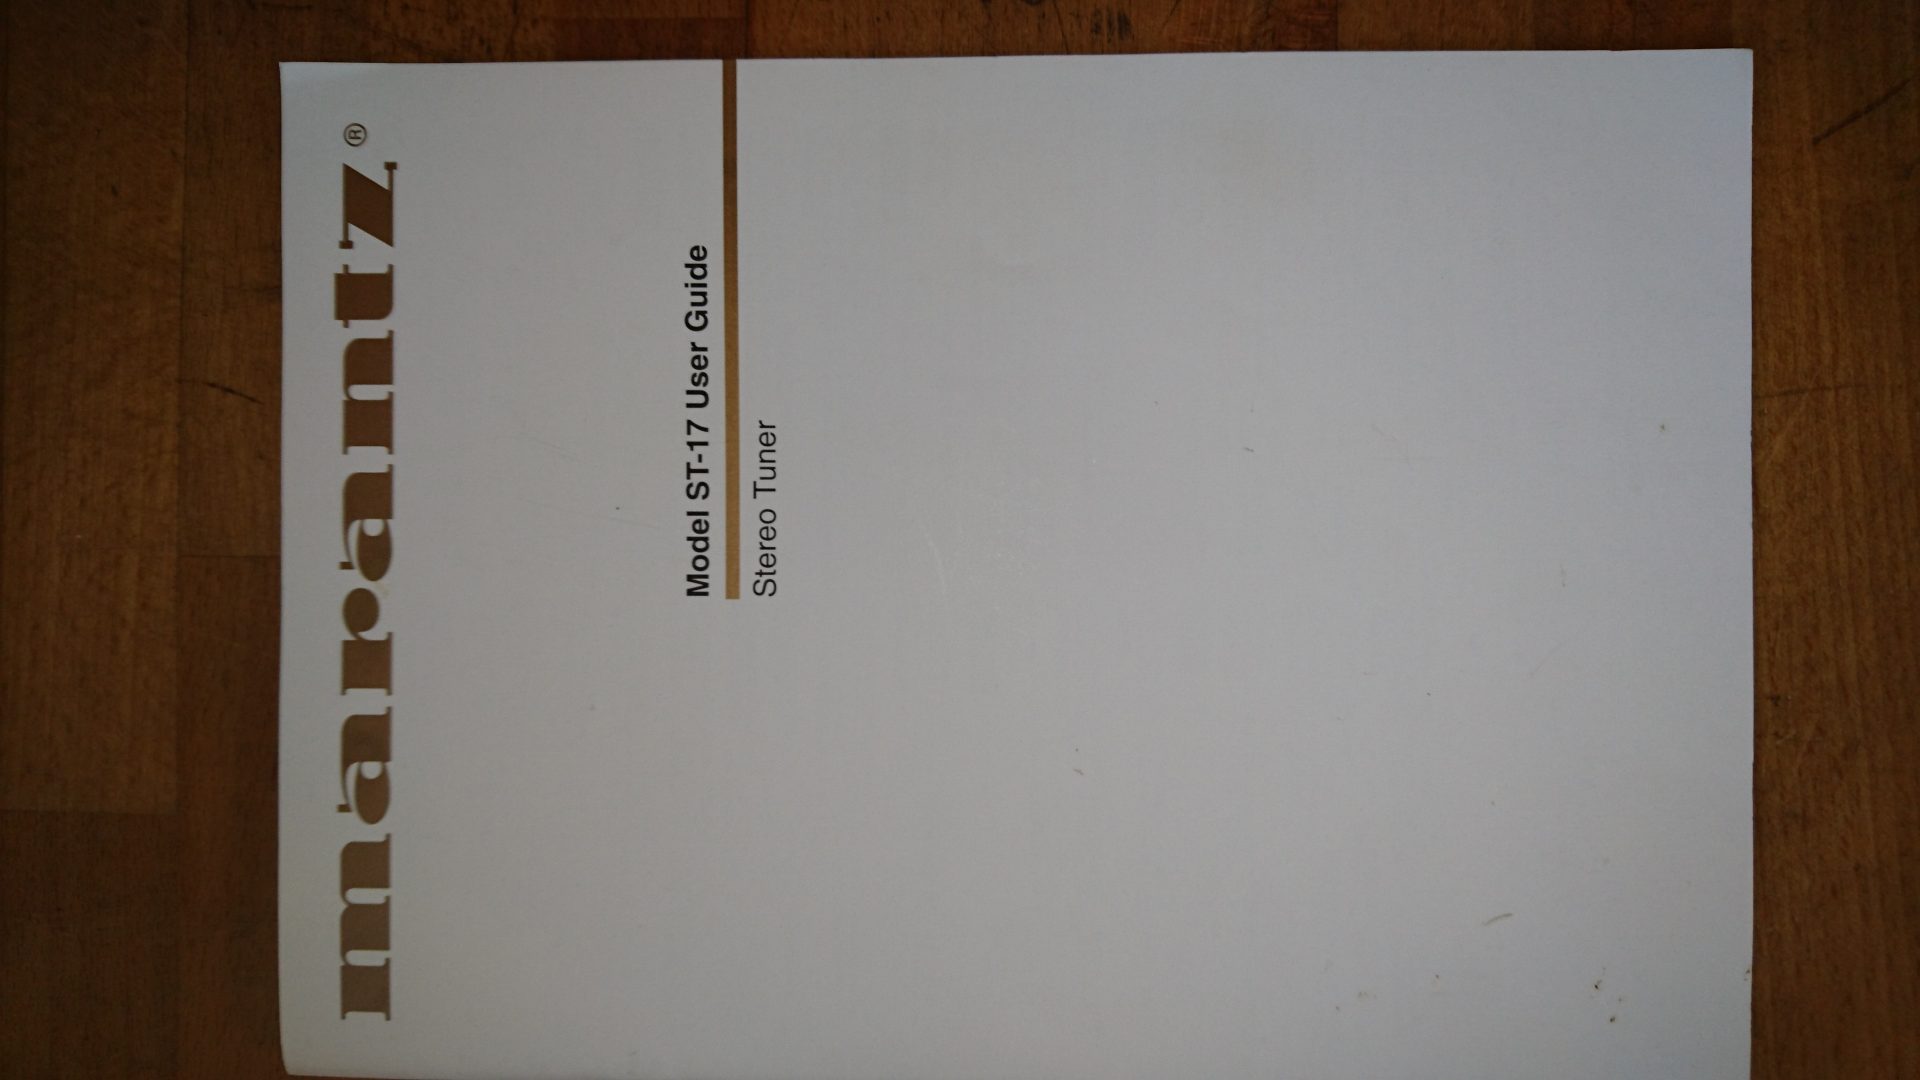 marantz®
Model ST-17 User Guide
Stereo Tuner